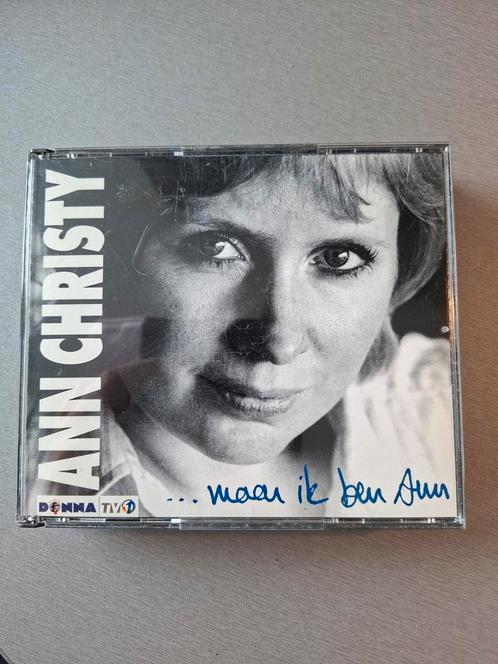 ANN CHRISTY
... maar ik ben Ann
DONNA TV1